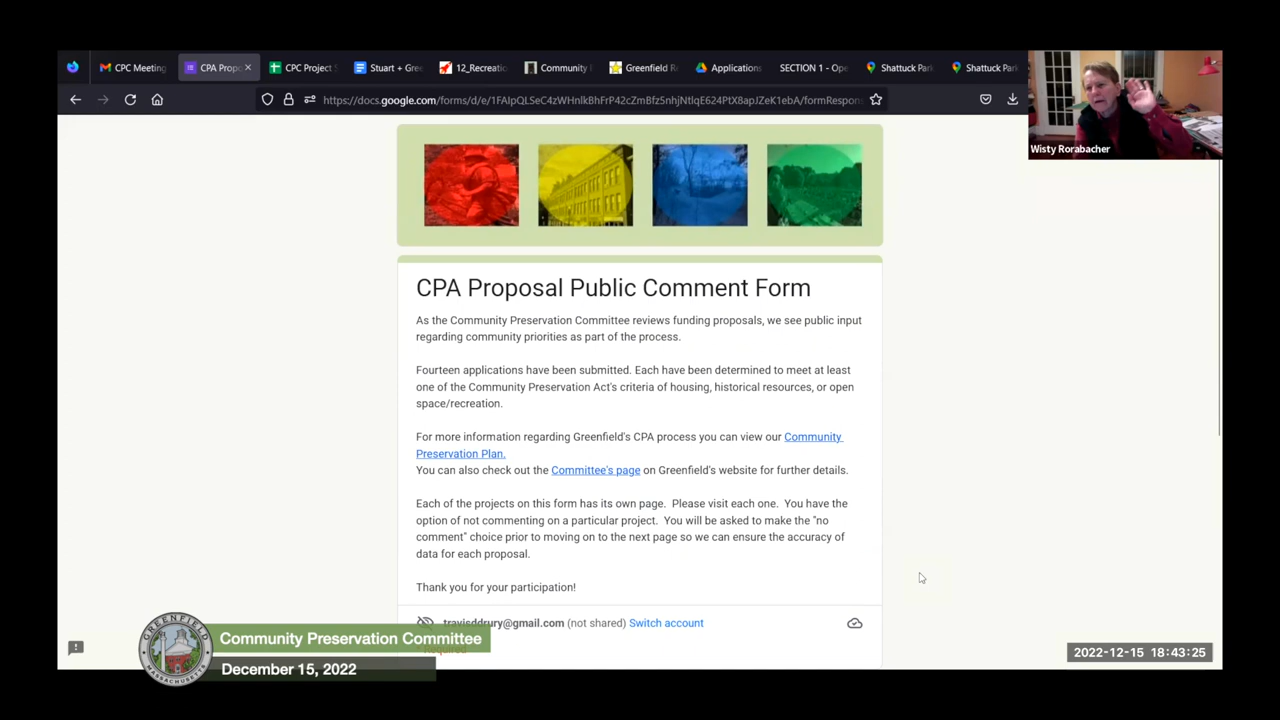 CPC Meeting
CPA Propo
CPC Project S
Stuart + Gree
12_Recreatio
Community P
Greenfield Re
Applications
SECTION 1 - Ope
Shattuck Park
Shattuck Park
https://docs.google.com/forms/d/e/1FAIpQLSeC4zWHnlkBhFrP42cZmBfz5nhjNtlqE624PtX8apJZeK1ebA/formRespon
Wisty Rorabacher
CPA Proposal Public Comment Form
As the Community Preservation Committee reviews funding proposals, we see public input
regarding community priorities as part of the process.
Fourteen applications have been submitted. Each have been determined to meet at least
one of the Community Preservation Act's criteria of housing, historical resources, or open
space/recreation.
For more information regarding Greenfield's CPA process you can view our Community
Preservation Plan.
You can also check out the Committee's page on Greenfield's website for further details.
Each of the projects on this form has its own page. Please visit each one. You have the
option of not commenting on a particular project. You will be asked to make the "no
comment" choice prior to moving on to the next page so we can ensure the accuracy of
data for each proposal.
Thank you for your participation!
travisddrury@gmail.com (not shared) Switch account
* Required
GREENFIELD
MASSACHUSETTS
Community Preservation Committee
December 15, 2022
2022-12-15 18:43:25